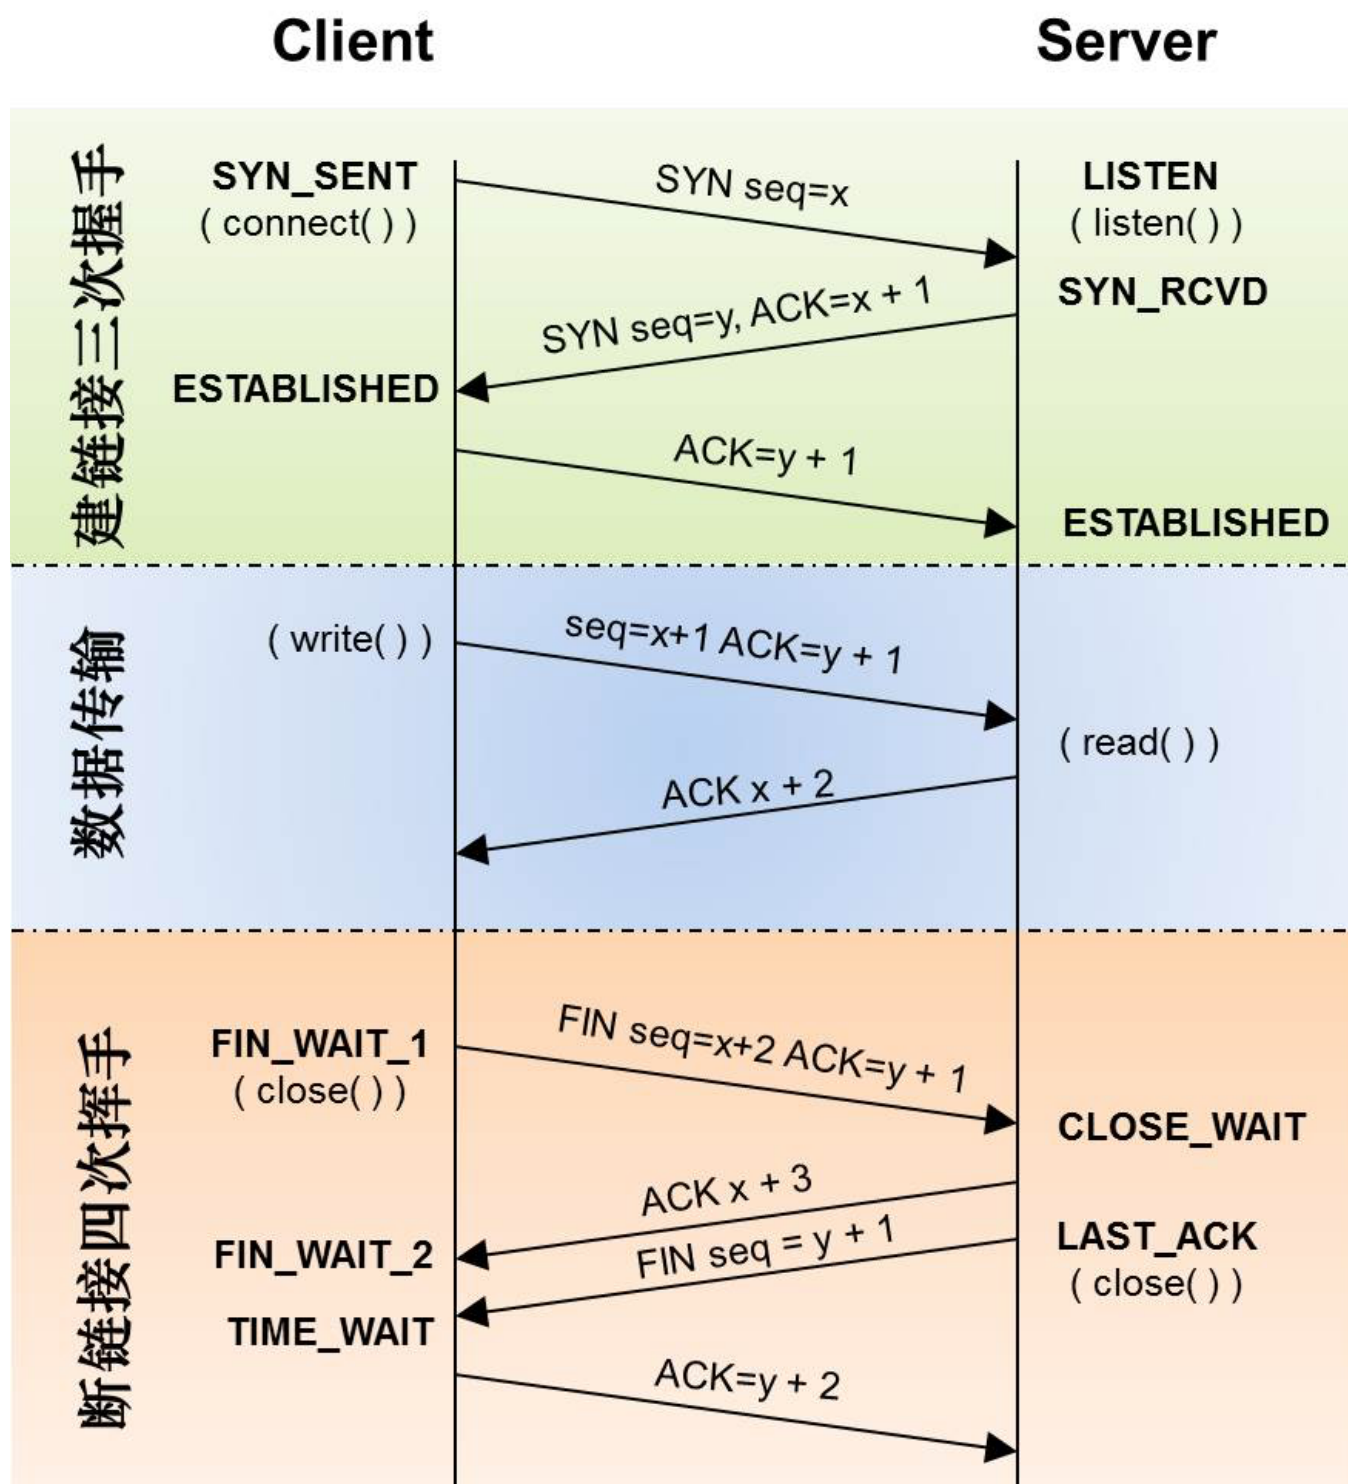 Client
Server
建链接三次握手
SYN_SENT
( connect( ) )
SYN seq=x
LISTEN
( listen( ) )
SYN_RCVD
SYN seq=y, ACK=x + 1
ESTABLISHED
ACK=y + 1
ESTABLISHED
数据传输
( write( ) )
seq=x+1 ACK=y + 1
( read( ) )
ACK x + 2
断链接四次挥手
FIN_WAIT_1
( close( ) )
FIN seq=x+2 ACK=y + 1
CLOSE_WAIT
ACK x + 3
FIN_WAIT_2
FIN seq = y + 1
LAST_ACK
( close( ) )
TIME_WAIT
ACK=y + 2